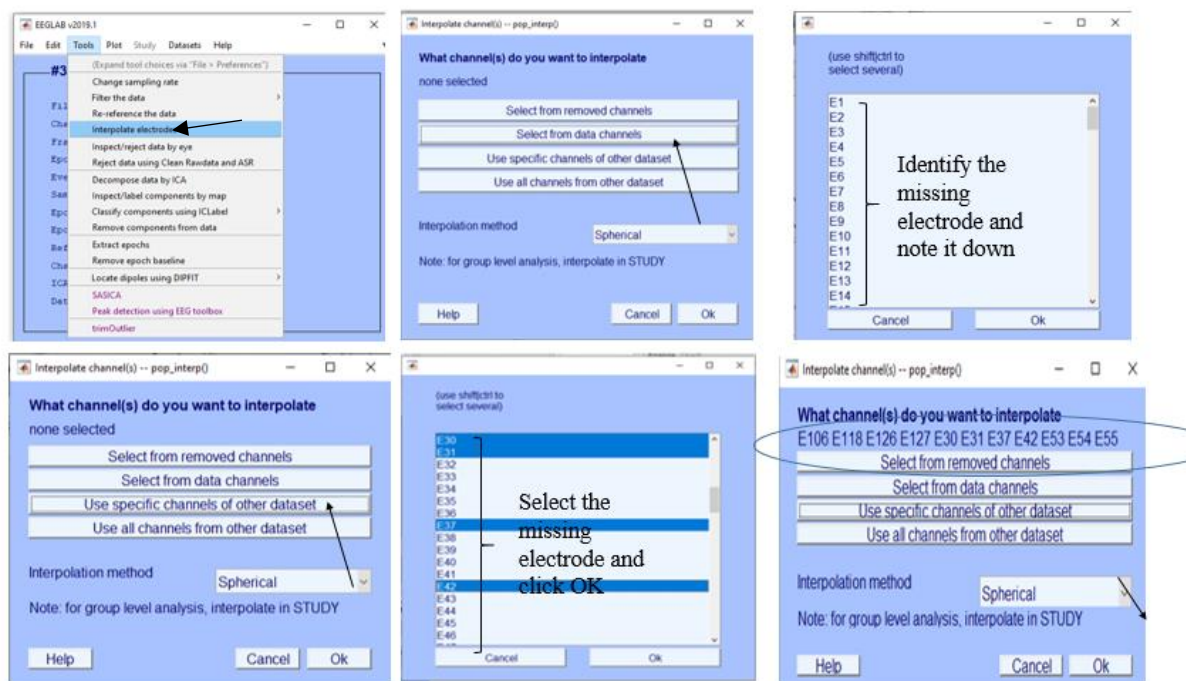 EEGLAB v2019.1
File Edit Tools Plot Study Datasets Help
#3
(Expand tool choices via "File > Preferences")
Change sampling rate
Filter the data
Re-reference the data
Interpolate electrode
Inspect/reject data by eye
Reject data using Clean Rawdata and ASR
Decompose data by ICA
Inspect/label components by map
Classify components using ICLabel
Remove components from data
Extract epochs
Remove epoch baseline
Locate dipoles using DIPFIT
SASICA
Peak detection using EEG toolbox
trimOutlier
Fil
Cha
Fra
Epo
Eve
Sam
Epo
Epo
Ref
Cha
ICA
Dat
Interpolate channel(s) -- pop_interp()
What channel(s) do you want to interpolate
none selected
Select from removed channels
Select from data channels
Use specific channels of other dataset
Use all channels from other dataset
Interpolation method
Spherical
Note: for group level analysis, interpolate in STUDY
Help
Cancel
Ok
(use shift|ctrl to
select several)
E1
E2
E3
E4
E5
E6
E7
E8
E9
E10
E11
E12
E13
E14
Identify the
missing
electrode and
note it down
Cancel
Ok
Interpolate channel(s) -- pop_interp()
What channel(s) do you want to interpolate
none selected
Select from removed channels
Select from data channels
Use specific channels of other dataset
Use all channels from other dataset
Interpolation method
Spherical
Note: for group level analysis, interpolate in STUDY
Help
Cancel
Ok
(use shift|ctrl to
select several)
E30
E31
E32
E33
E34
E35
E36
E37
E38
E39
E40
E41
E42
E43
E44
E45
E46
Select the
missing
electrode and
click OK
Cancel
Ok
Interpolate channel(s) -- pop_interp()
What channel(s) do you want to interpolate
E106 E118 E126 E127 E30 E31 E37 E42 E53 E54 E55
Select from removed channels
Select from data channels
Use specific channels of other dataset
Use all channels from other dataset
Interpolation method
Spherical
Note: for group level analysis, interpolate in STUDY
Help
Cancel
Ok